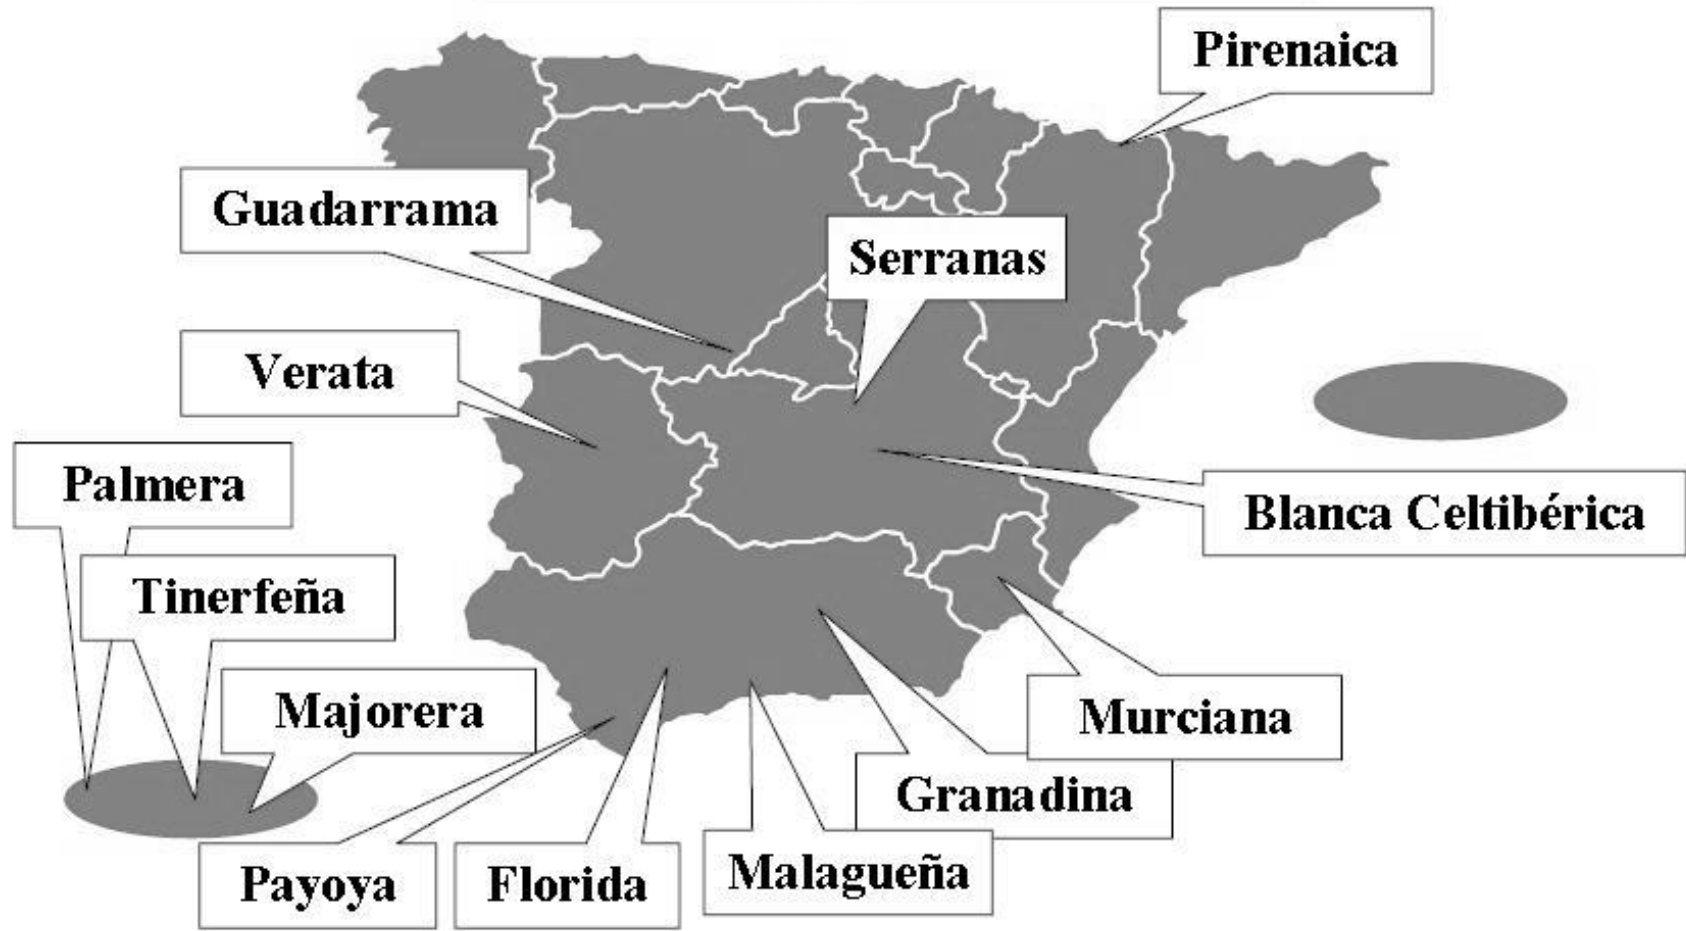 Pirenaica
Guadarrama
Serranas
Verata
Palmera
Blanca Celtibérica
Tinerfeña
Majorera
Murciana
Granadina
Malagueña
Payoya
Florida